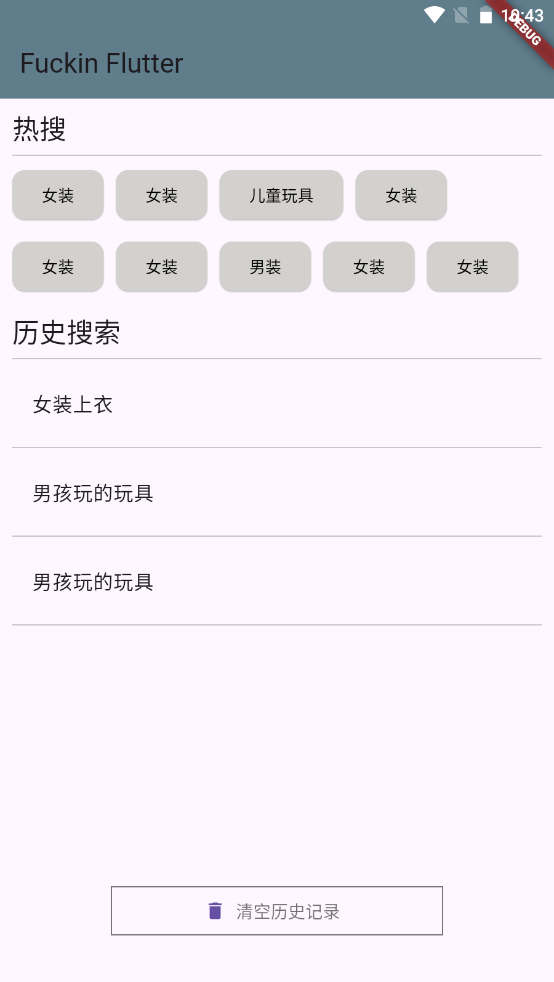 10:43
DEBUG
Fuckin Flutter
热搜
女装 女装 儿童玩具 女装
女装 女装 男装 女装 女装
历史搜索
女装上衣
男孩玩的玩具
男孩玩的玩具
清空历史记录